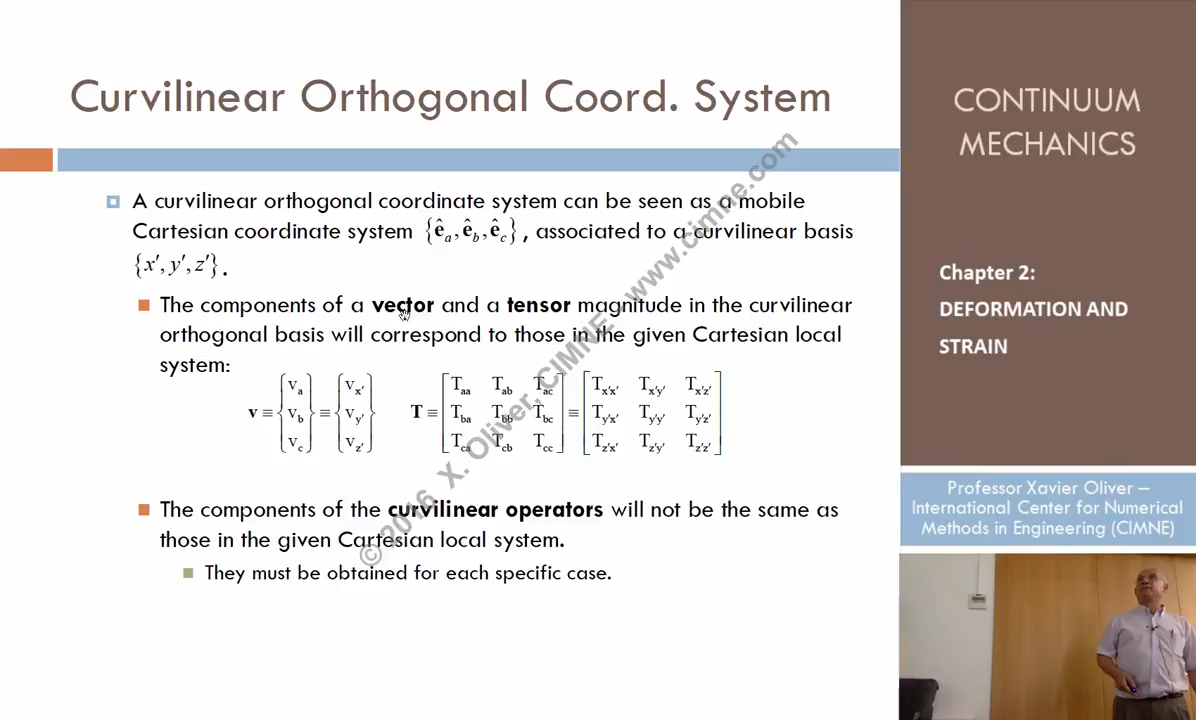 Curvilinear Orthogonal Coord. System
A curvilinear orthogonal coordinate system can be seen as a mobile
Cartesian coordinate system {ê_a, ê_b, ê_c}, associated to a curvilinear basis
{x′, y′, z′}.
The components of a vector and a tensor magnitude in the curvilinear
orthogonal basis will correspond to those in the given Cartesian local
system:
v ≡ {v_a v_b v_c} ≡ {v_x′ v_y′ v_z′} T ≡ [T_aa T_ab T_ac; T_ba T_bb T_bc; T_ca T_cb T_cc] ≡ [T_x′x′ T_x′y′ T_x′z′; T_y′x′ T_y′y′ T_y′z′; T_z′x′ T_z′y′ T_z′z′]
The components of the curvilinear operators will not be the same as
those in the given Cartesian local system.
They must be obtained for each specific case.
© 2016 X. Oliver, CIMNE - www.cimne.com
CONTINUUM
MECHANICS
Chapter 2:
DEFORMATION AND
STRAIN
Professor Xavier Oliver –
International Center for Numerical
Methods in Engineering (CIMNE)